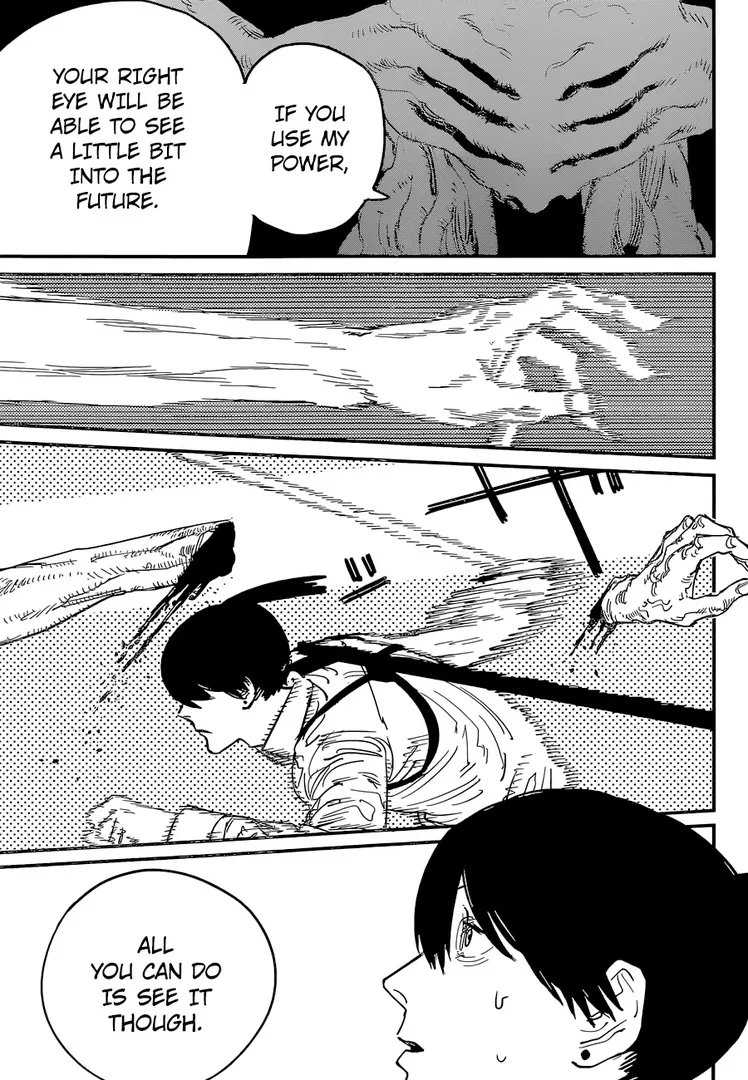 IF YOU
USE MY
POWER,
YOUR RIGHT
EYE WILL BE
ABLE TO SEE
A LITTLE BIT
INTO THE
FUTURE.
ALL
YOU CAN DO
IS SEE IT
THOUGH.